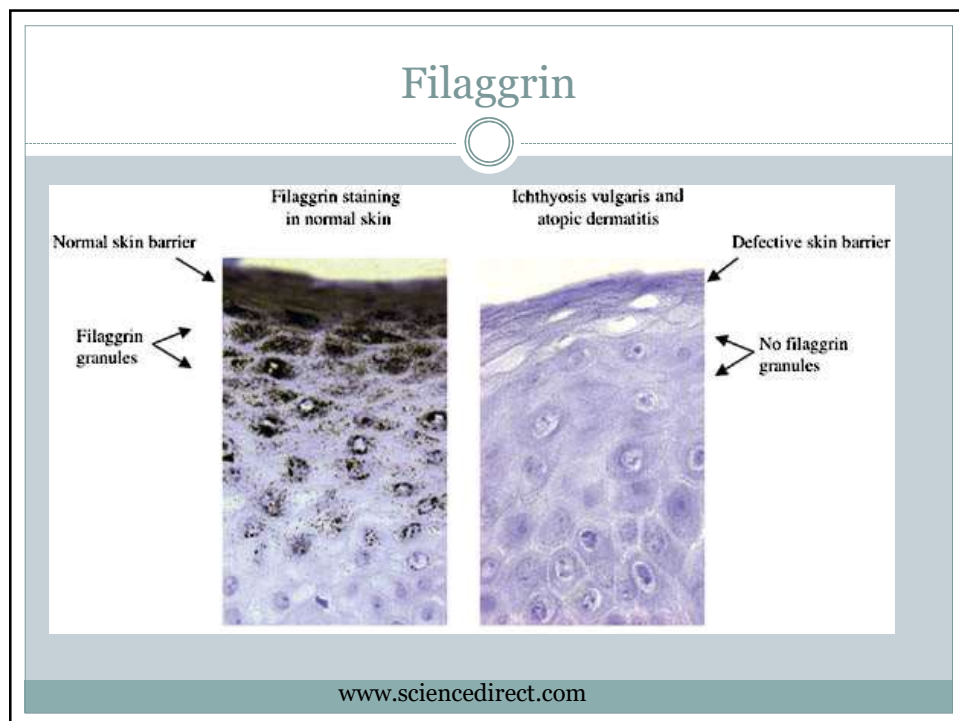 Filaggrin
Filaggrin staining
in normal skin
Ichthyosis vulgaris and
atopic dermatitis
Normal skin barrier
Defective skin barrier
Filaggrin
granules
No filaggrin
granules
www.sciencedirect.com